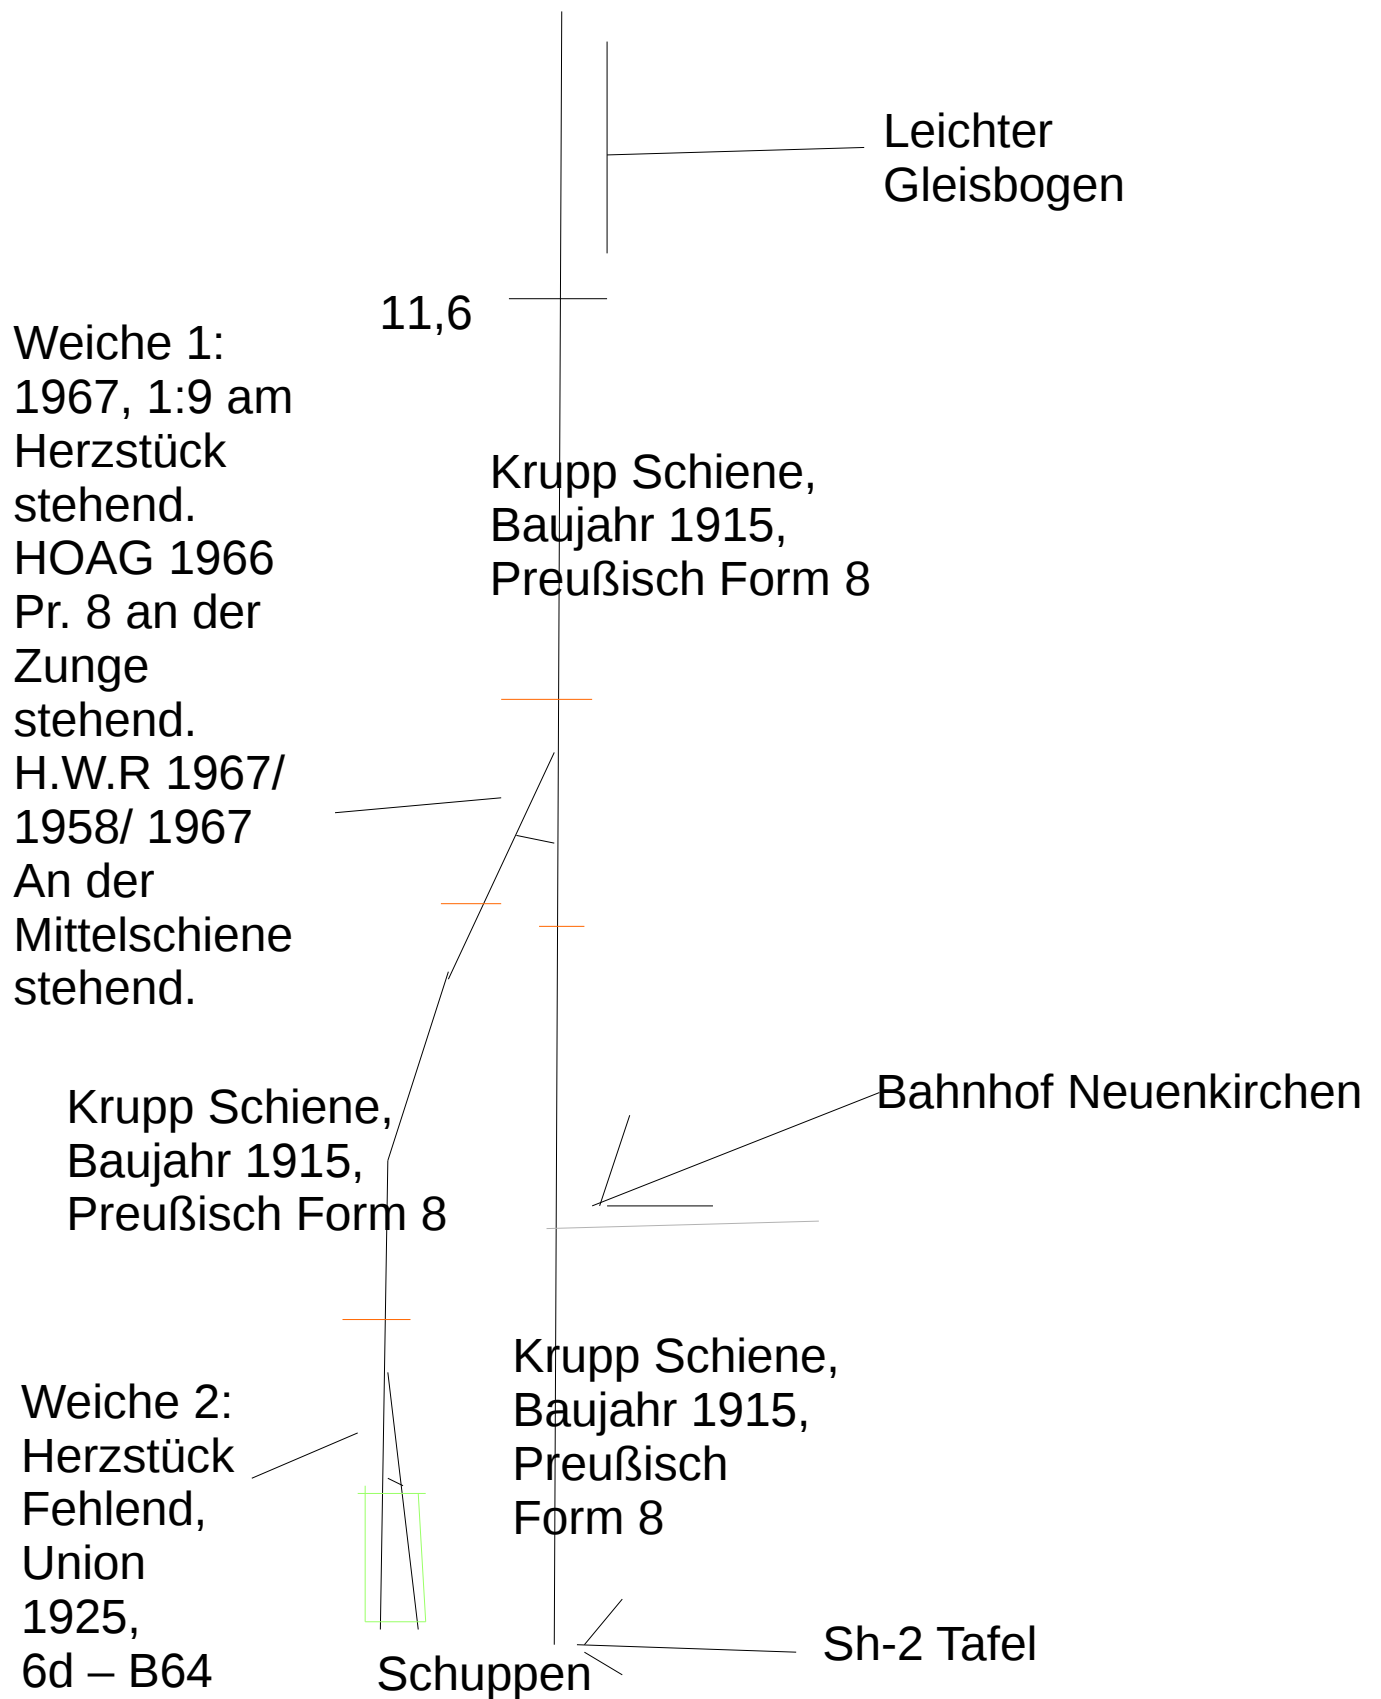 Leichter
Gleisbogen
11,6
Weiche 1:
1967, 1:9 am
Herzstück
stehend.
HOAG 1966
Pr. 8 an der
Zunge
stehend.
H.W.R 1967/
1958/ 1967
An der
Mittelschiene
stehend.
Krupp Schiene,
Baujahr 1915,
Preußisch Form 8
Bahnhof Neuenkirchen
Krupp Schiene,
Baujahr 1915,
Preußisch Form 8
Krupp Schiene,
Baujahr 1915,
Preußisch
Form 8
Weiche 2:
Herzstück
Fehlend,
Union
1925,
6d – B64
Schuppen
Sh-2 Tafel